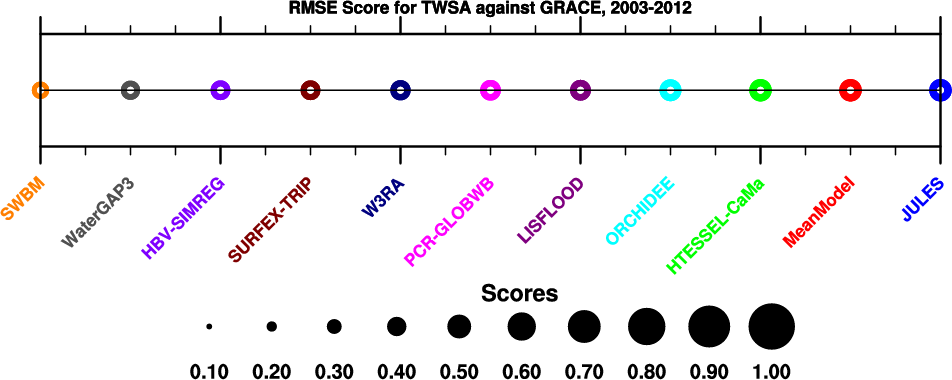 RMSE Score for TWSA against GRACE, 2003-2012
SWBM
WaterGAP3
HBV-SIMREG
SURFEX-TRIP
W3RA
PCR-GLOBWB
LISFLOOD
ORCHIDEE
HTESSEL-CaMa
MeanModel
JULES
Scores
0.10 0.20 0.30 0.40 0.50 0.60 0.70 0.80 0.90 1.00